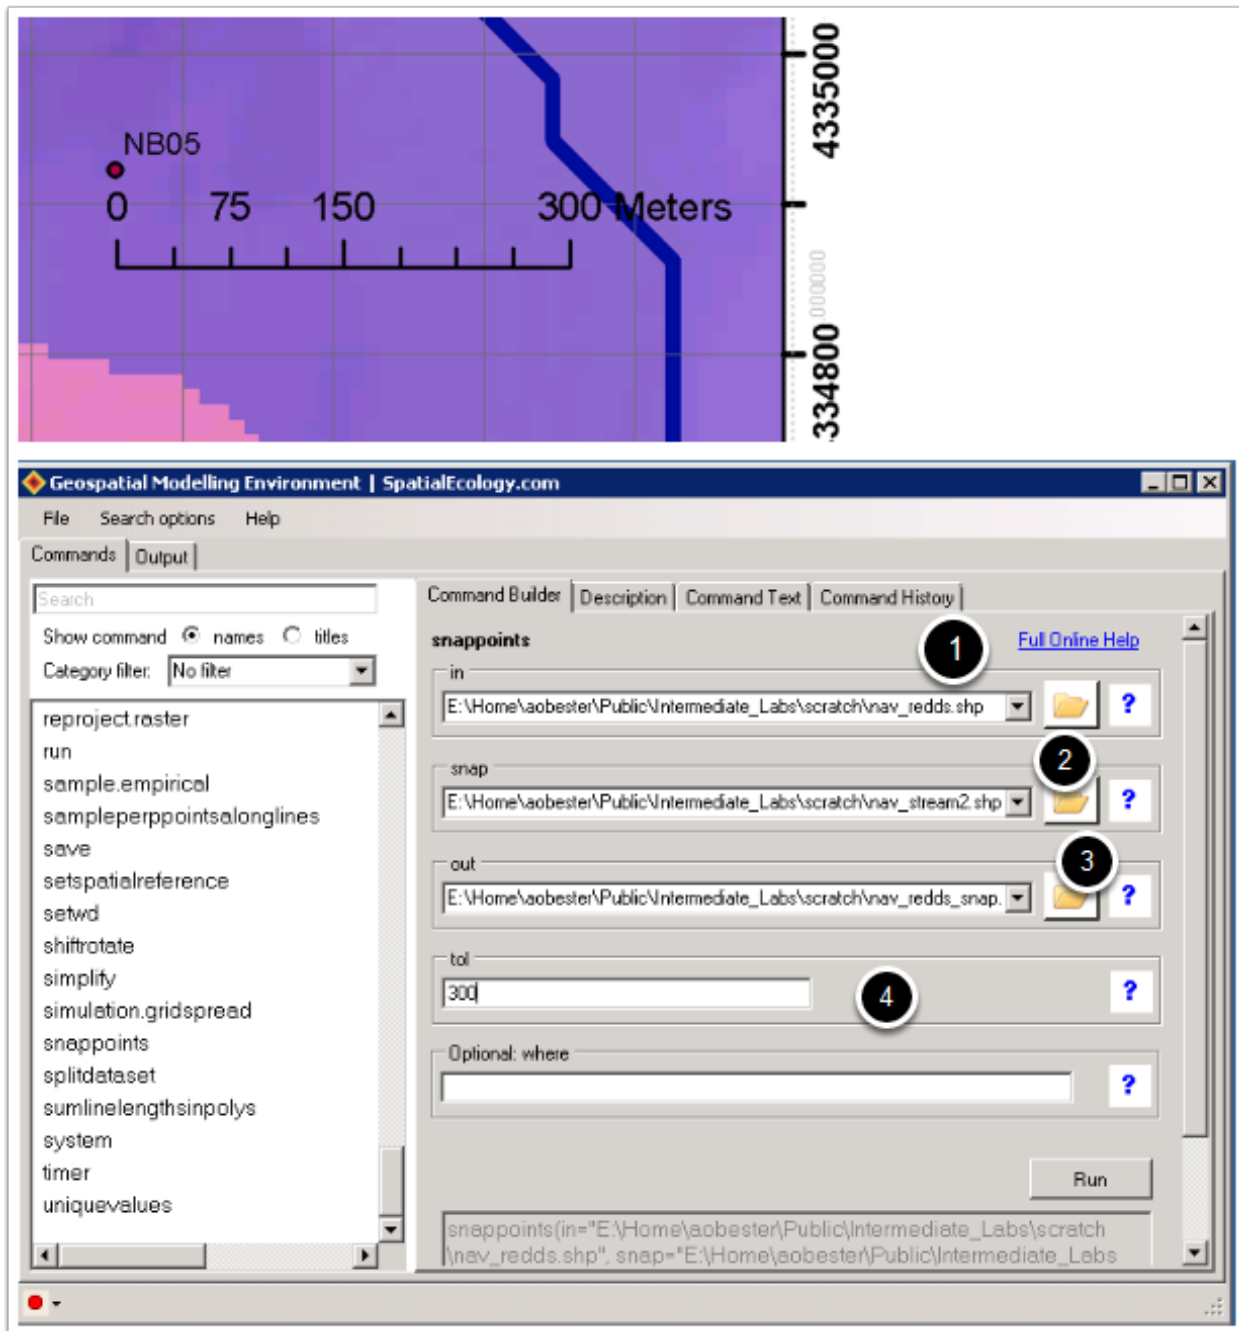 NB05
0 75 150 300 Meters
4335000
.000000
334800
Geospatial Modelling Environment | SpatialEcology.com
File Search options Help
Commands Output
Search
Show command names titles
Category filter: No filter
reproject.raster
run
sample.empirical
sampleperppointsalonglines
save
setspatialreference
setwd
shiftrotate
simplify
simulation.gridspread
snappoints
splitdataset
sumlinelengthsinpolys
system
timer
uniquevalues
Command Builder Description Command Text Command History
snappoints 1 Full Online Help
in
E:\Home\aobester\Public\Intermediate_Labs\scratch\nav_redds.shp ?
snap 2
E:\Home\aobester\Public\Intermediate_Labs\scratch\nav_stream2.shp ?
out 3
E:\Home\aobester\Public\Intermediate_Labs\scratch\nav_redds_snap. ?
tol
300 4 ?
Optional: where
?
Run
snappoints(in="E:\Home\aobester\Public\Intermediate_Labs\scratch
\nav_redds.shp", snap="E:\Home\aobester\Public\Intermediate_Labs